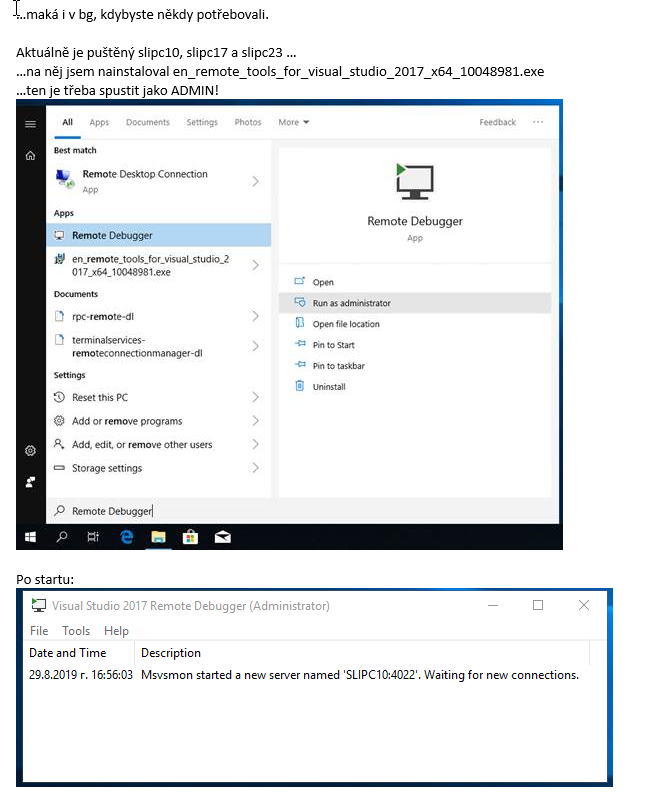 ...maká i v bg, kdybyste někdy potřebovali.
Aktuálně je puštěný slipc10, slipc17 a slipc23 ...
...na něj jsem nainstaloval en_remote_tools_for_visual_studio_2017_x64_10048981.exe
...ten je třeba spustit jako ADMIN!
All Apps Documents Settings Photos More Feedback ...
Best match
Remote Desktop Connection
App
Apps
Remote Debugger
en_remote_tools_for_visual_studio_2
017_x64_10048981.exe
Documents
rpc-remote-dl
terminalservices-
remoteconnectionmanager-dl
Settings
Reset this PC
Add or remove programs
Add, edit, or remove other users
Storage settings
Remote Debugger
Remote Debugger
App
Open
Run as administrator
Open file location
Pin to Start
Pin to taskbar
Uninstall
Po startu:
Visual Studio 2017 Remote Debugger (Administrator)
File Tools Help
Date and Time Description
29.8.2019 г. 16:56:03 Msvsmon started a new server named 'SLIPC10:4022'. Waiting for new connections.